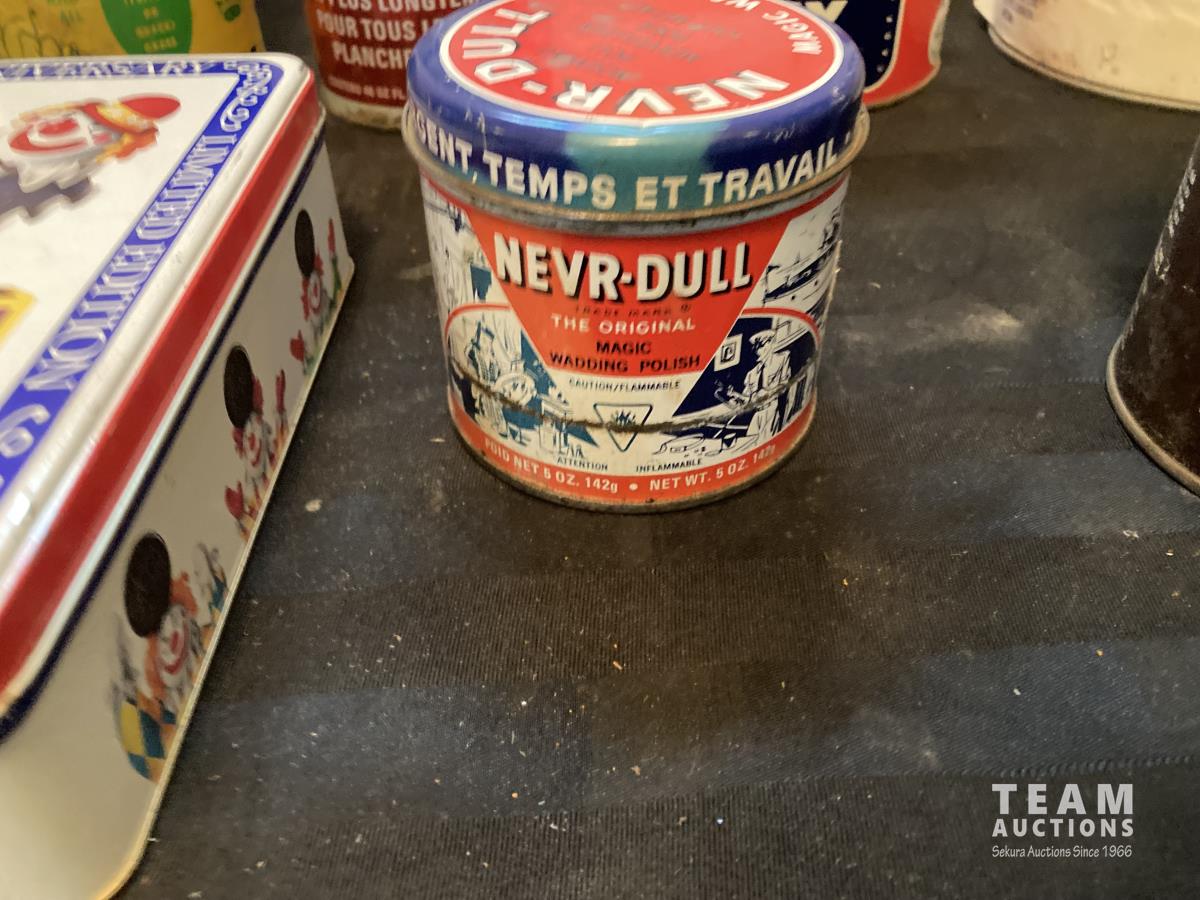 PLUS LONGTEM
POUR TOUS L
PLANCHE
LIMITED EDITION
NEVR-DULL
MAGIC W
GENT, TEMPS ET TRAVAIL
NEVR-DULL
TRADE MARK ®
THE ORIGINAL
MAGIC
WADDING POLISH
CAUTION/FLAMMABLE
ATTENTION INFLAMMABLE
POID NET 5 OZ. 142g • NET WT. 5 OZ. 142g
TEAM
AUCTIONS
Sekura Auctions Since 1966